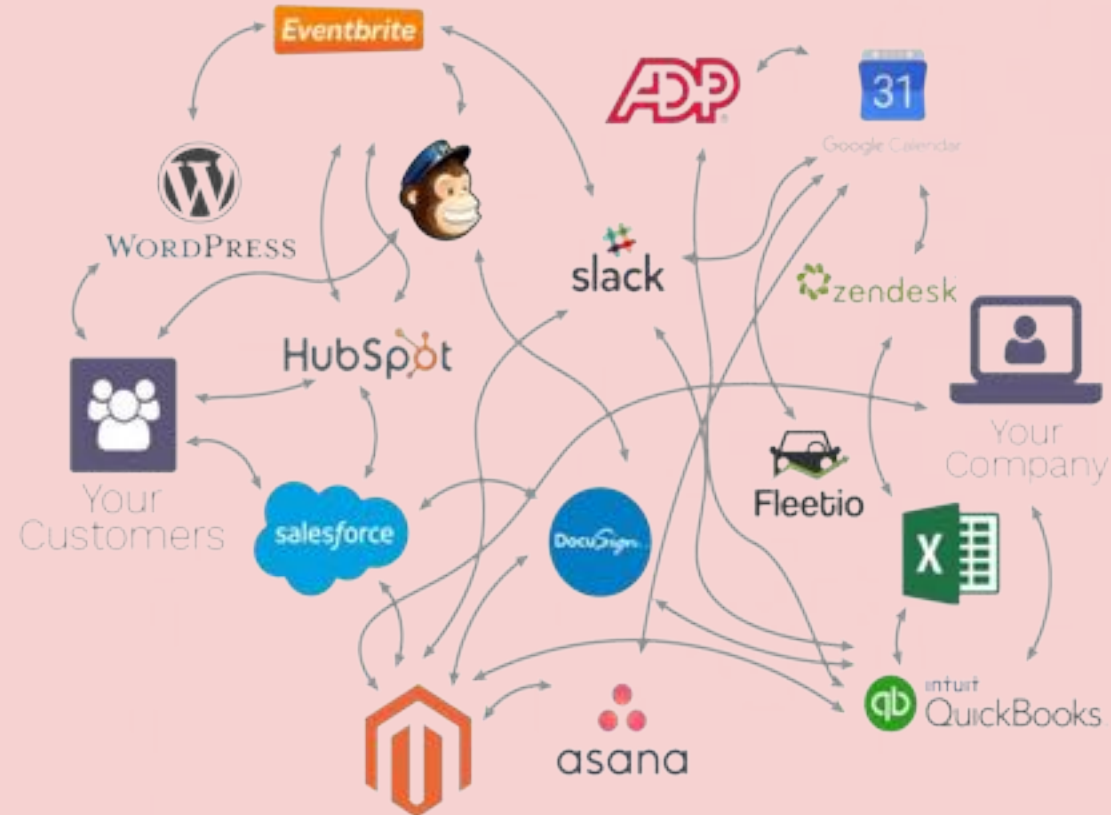 Eventbrite
ADP
31
Google Calendar
W
WORDPRESS
slack
zendesk
HubSpot
Your
Customers
salesforce
DocuSign
Fleetio
Your
Company
X
asana
qb
intuit
QuickBooks